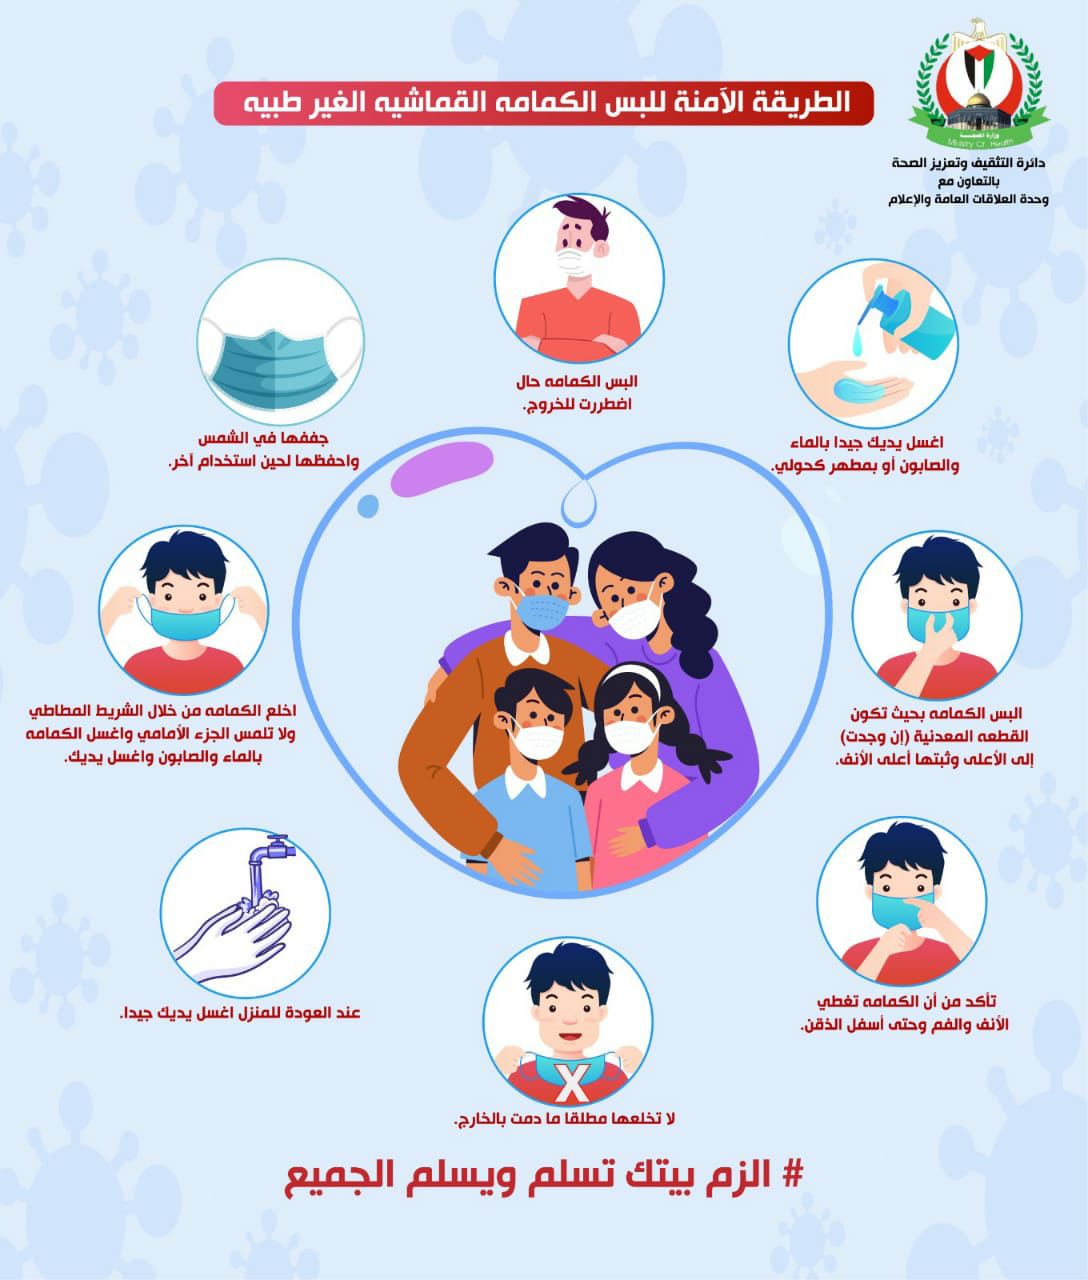 الطريقة الآمنة للبس الكمامه القماشيه الغير طبيه
وزارة الصحــة
Ministry Of Health
دائرة التثقيف وتعزيز الصحة
بالتعاون مع
وحدة العلاقات العامة والإعلام
البس الكمامه حال
اضطررت للخروج.
اغسل يديك جيدا بالماء
والصابون أو بمطهر كحولي.
البس الكمامه بحيث تكون
القطعه المعدنية (إن وجدت)
إلى الأعلى وثبتها أعلى الأنف.
تأكد من أن الكمامه تغطي
الأنف والفم وحتى أسفل الذقن.
X
لا تخلعها مطلقا ما دمت بالخارج.
عند العودة للمنزل اغسل يديك جيدا.
اخلع الكمامه من خلال الشريط المطاطي
ولا تلمس الجزء الأمامي واغسل الكمامه
بالماء والصابون واغسل يديك.
جففها في الشمس
واحفظها لحين استخدام آخر.
# الزم بيتك تسلم ويسلم الجميع